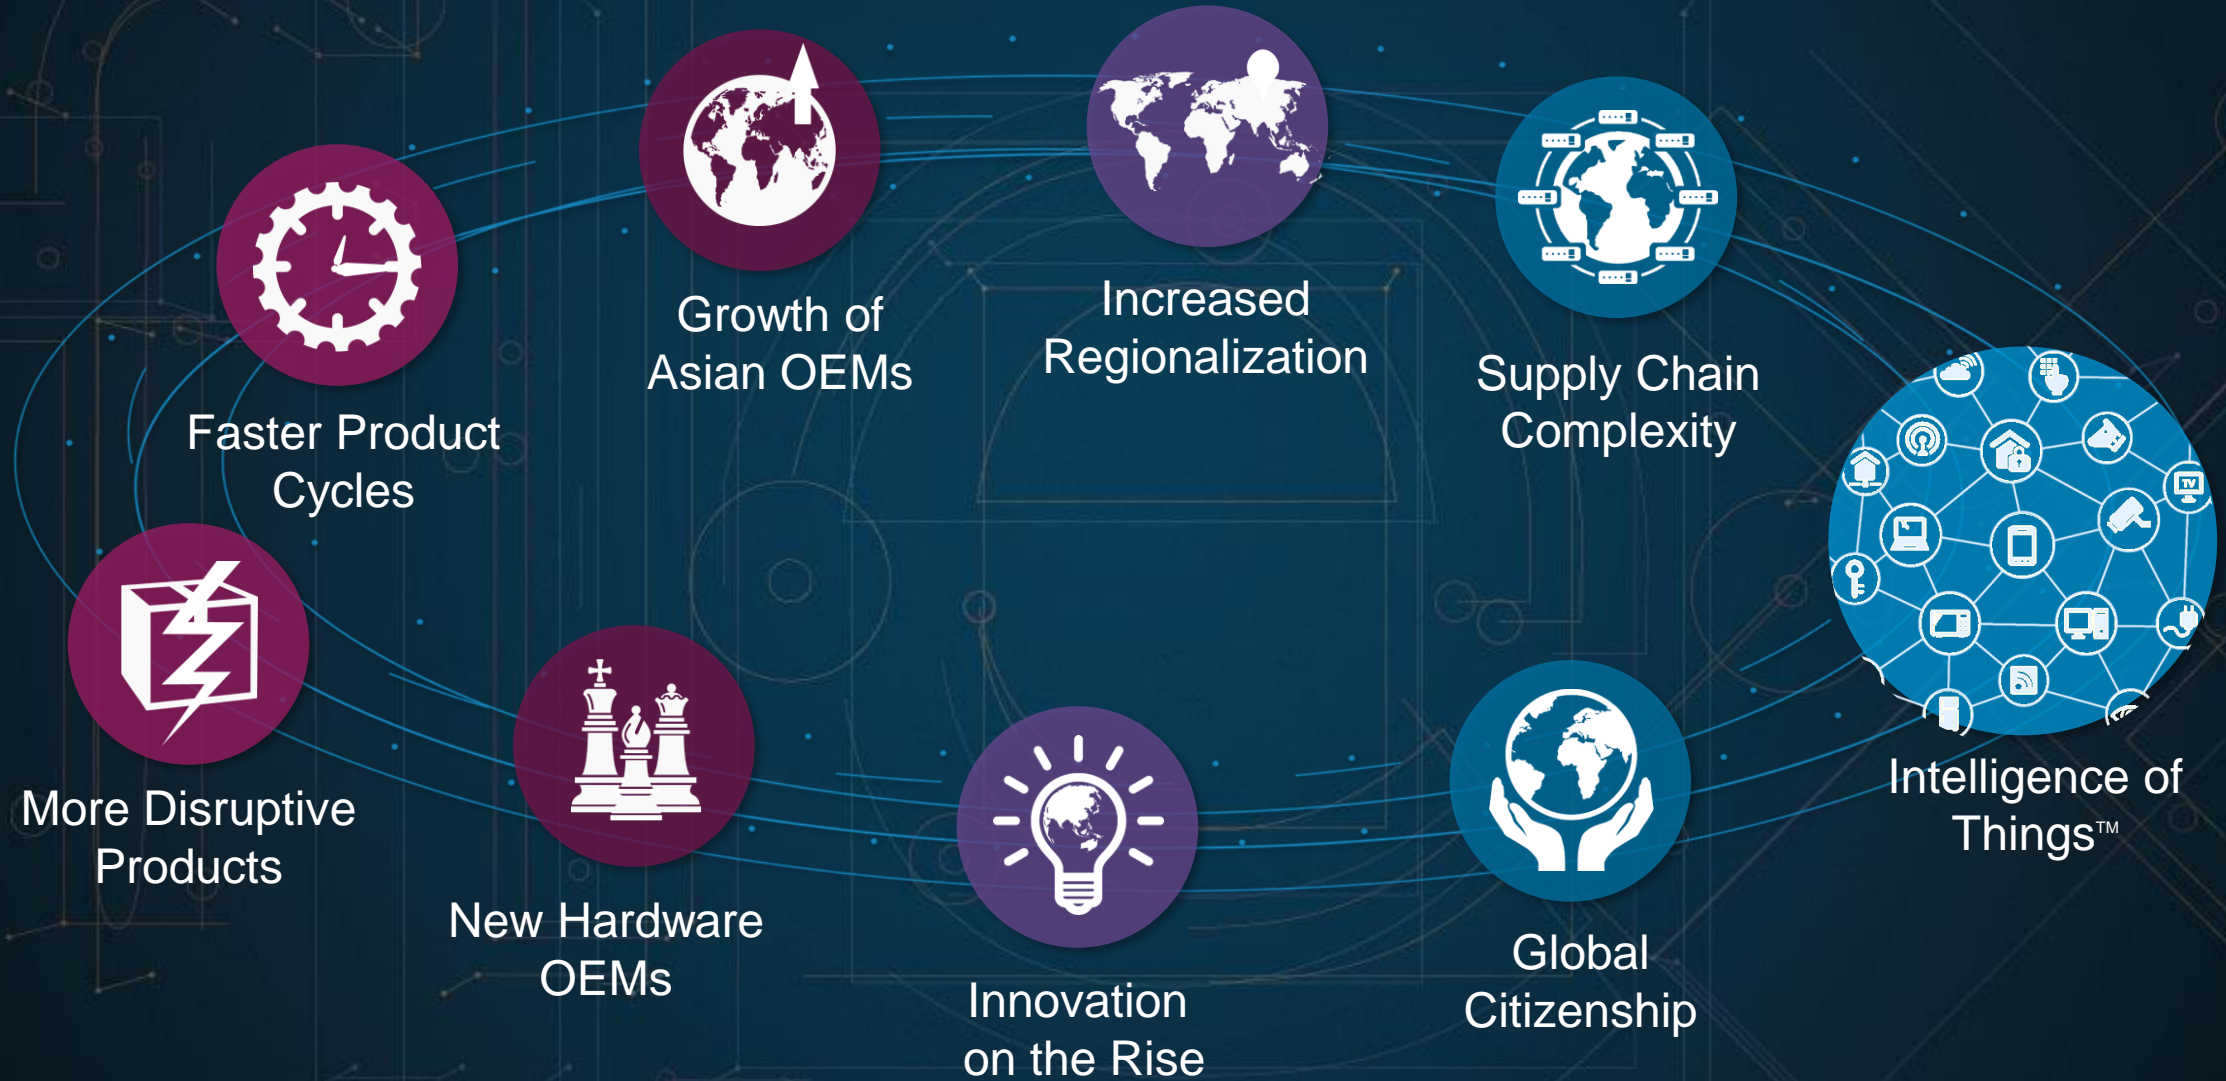 Growth of
Asian OEMs
Increased
Regionalization
Supply Chain
Complexity
Faster Product
Cycles
TV
Intelligence of
Things™
More Disruptive
Products
New Hardware
OEMs
Innovation
on the Rise
Global
Citizenship